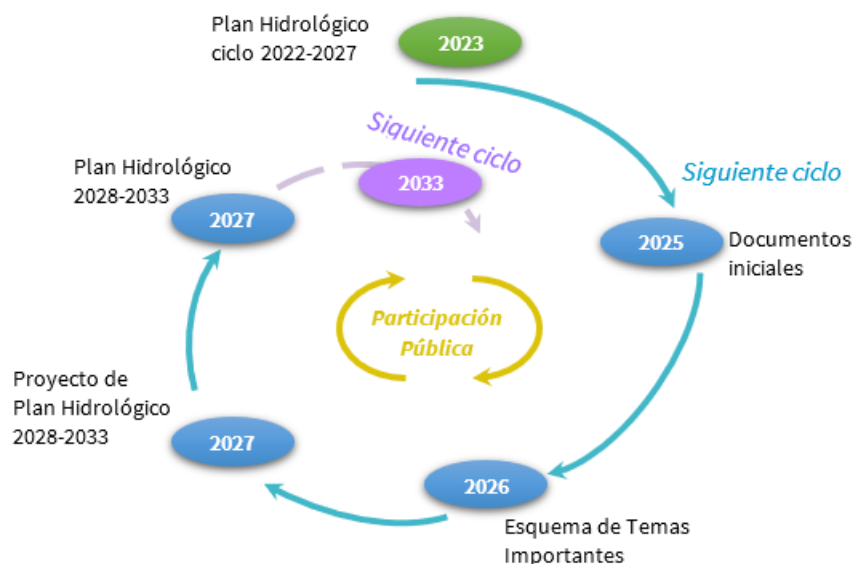 Plan Hidrológico
ciclo 2022-2027
2023
Siguiente ciclo
2033
Plan Hidrológico
2028-2033
2027
Siguiente ciclo
2025
Documentos
iniciales
Participación
Pública
Proyecto de
Plan Hidrológico
2028-2033
2027
2026
Esquema de Temas
Importantes